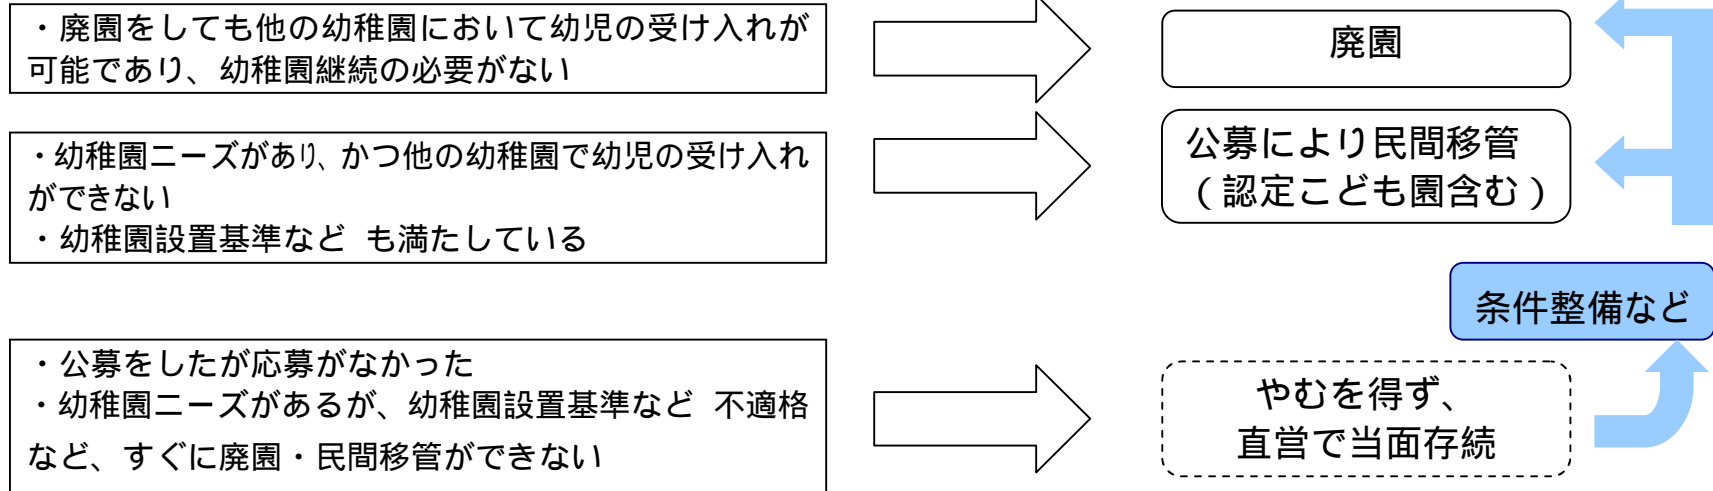 ・廃園をしても他の幼稚園において幼児の受け入れが
可能であり、幼稚園継続の必要がない
廃園
・幼稚園ニーズがあり、かつ他の幼稚園で幼児の受け入れ
ができない
・幼稚園設置基準など も満たしている
公募により民間移管
（認定こども園含む）
条件整備など
・公募をしたが応募がなかった
・幼稚園ニーズがあるが、幼稚園設置基準など 不適格
など、すぐに廃園・民間移管ができない
やむを得ず、
直営で当面存続